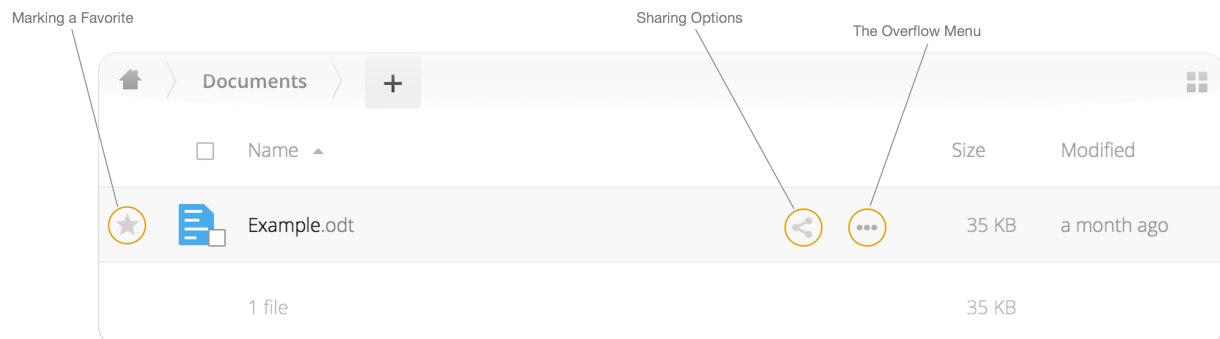 Marking a Favorite
Sharing Options
The Overflow Menu
Documents
+
Name
Size
Modified
Example.odt
35 KB
a month ago
1 file
35 KB